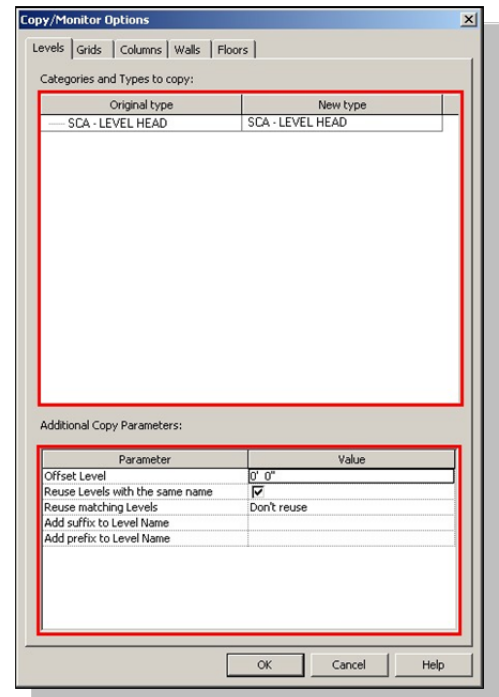 Copy/Monitor Options
Levels Grids Columns Walls Floors
Categories and Types to copy:
Original type New type
SCA - LEVEL HEAD SCA - LEVEL HEAD
Additional Copy Parameters:
Parameter Value
Offset Level 0' 0"
Reuse Levels with the same name
Reuse matching Levels Don't reuse
Add suffix to Level Name
Add prefix to Level Name
OK Cancel Help